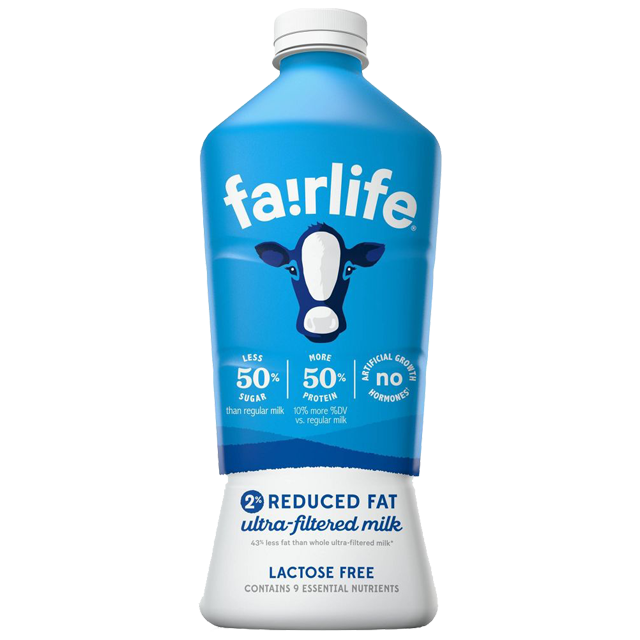 fa!rlife®
LESS
50%
SUGAR
than regular milk
MORE
50%
PROTEIN
10% more %DV
vs. regular milk
ARTIFICIAL GROWTH
no
HORMONES†
2% REDUCED FAT
ultra-filtered milk
43% less fat than whole ultra-filtered milk*
LACTOSE FREE
CONTAINS 9 ESSENTIAL NUTRIENTS